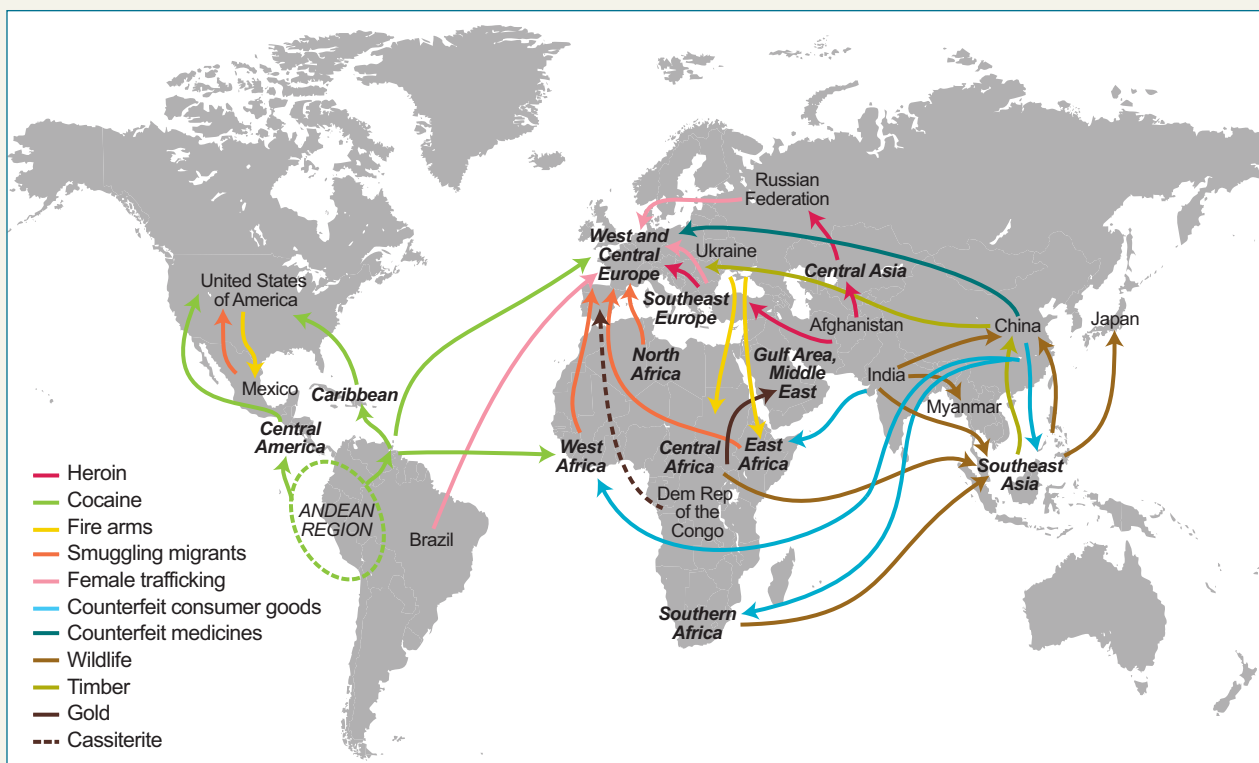 Russian
Federation
West and
Central
Europe
Ukraine
Central Asia
United States
of America
Southeast
Europe
Afghanistan
China
Japan
North
Africa
Gulf Area,
Middle
East
India
Mexico
Caribbean
Myanmar
Central
America
West
Africa
Central
Africa
East
Africa
Southeast
Asia
ANDEAN
REGION
Brazil
Dem Rep
of the
Congo
Southern
Africa
Heroin
Cocaine
Fire arms
Smuggling migrants
Female trafficking
Counterfeit consumer goods
Counterfeit medicines
Wildlife
Timber
Gold
Cassiterite